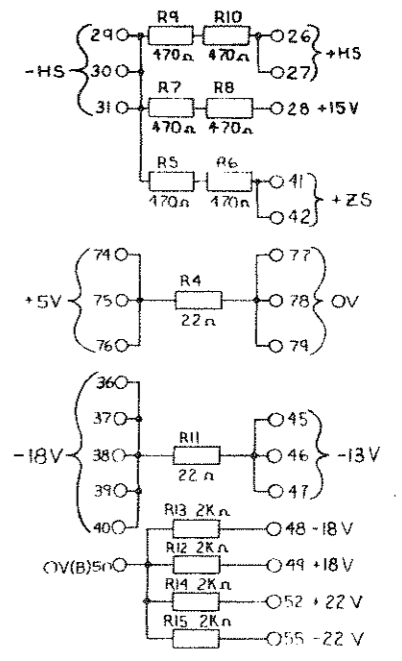 R9 R10
29 26
470Ω 470Ω
-HS 30 27 +HS
R7 R8
31 28 +15V
470Ω 470Ω
R5 R6
41
470Ω 470Ω
42 +ZS
74 77
R4
+5V 75 78 0V
22Ω
76 79
36
37 45
R11
-18V 38 46 -13V
22Ω
39 47
R13 2KΩ
40 48 -18V
R12 2KΩ
0V(B)50 49 +18V
R14 2KΩ
52 +22V
R15 2KΩ
55 -22V